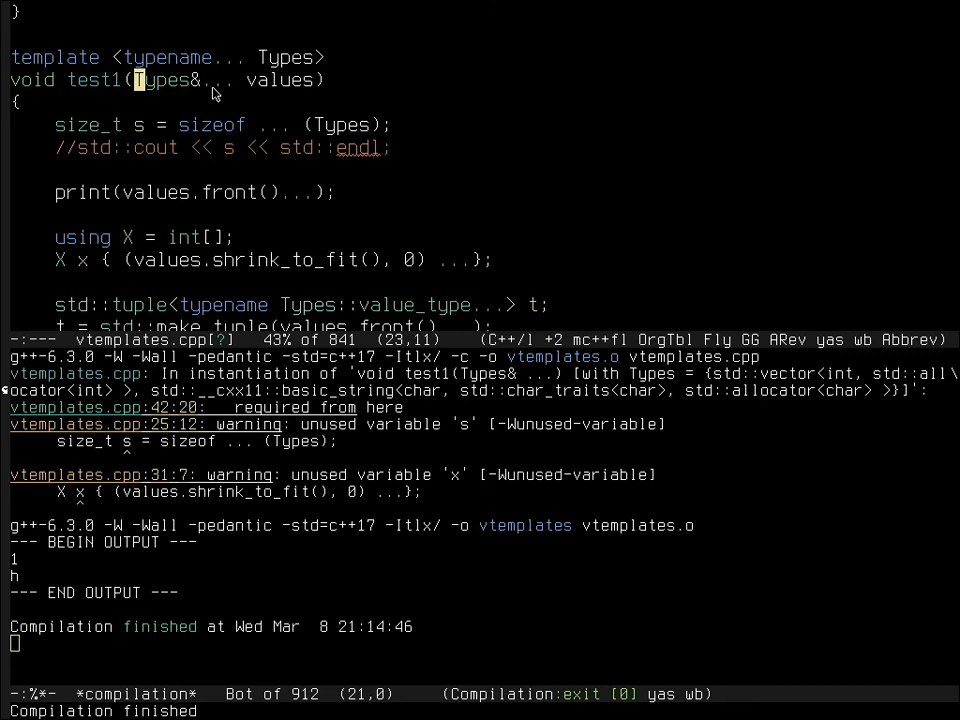 }
template <typename... Types>
void test1(Types&... values)
{
size_t s = sizeof ... (Types);
//std::cout << s << std::endl;
print(values.front()...);
using X = int[];
X x { (values.shrink_to_fit(), 0) ...};
std::tuple<typename Types::value_type...> t;
t = std::make_tuple(values.front()...);
-:--- vtemplates.cpp[?] 43% of 841 (23,11) (C++/l +2 mc++fl OrgTbl Fly GG ARev yas wb Abbrev)
g++-6.3.0 -W -Wall -pedantic -std=c++17 -Itlx/ -c -o vtemplates.o vtemplates.cpp
vtemplates.cpp: In instantiation of 'void test1(Types& ...) [with Types = {std::vector<int, std::all\
ocator<int> >, std::__cxx11::basic_string<char, std::char_traits<char>, std::allocator<char> >}]':
vtemplates.cpp:42:20:   required from here
vtemplates.cpp:25:12: warning: unused variable 's' [-Wunused-variable]
size_t s = sizeof ... (Types);
^
vtemplates.cpp:31:7: warning: unused variable 'x' [-Wunused-variable]
X x { (values.shrink_to_fit(), 0) ...};
^
g++-6.3.0 -W -Wall -pedantic -std=c++17 -Itlx/ -o vtemplates vtemplates.o
--- BEGIN OUTPUT ---
1
h
--- END OUTPUT ---
Compilation finished at Wed Mar  8 21:14:46
-:%*- *compilation* Bot of 912 (21,0) (Compilation:exit [0] yas wb)
Compilation finished